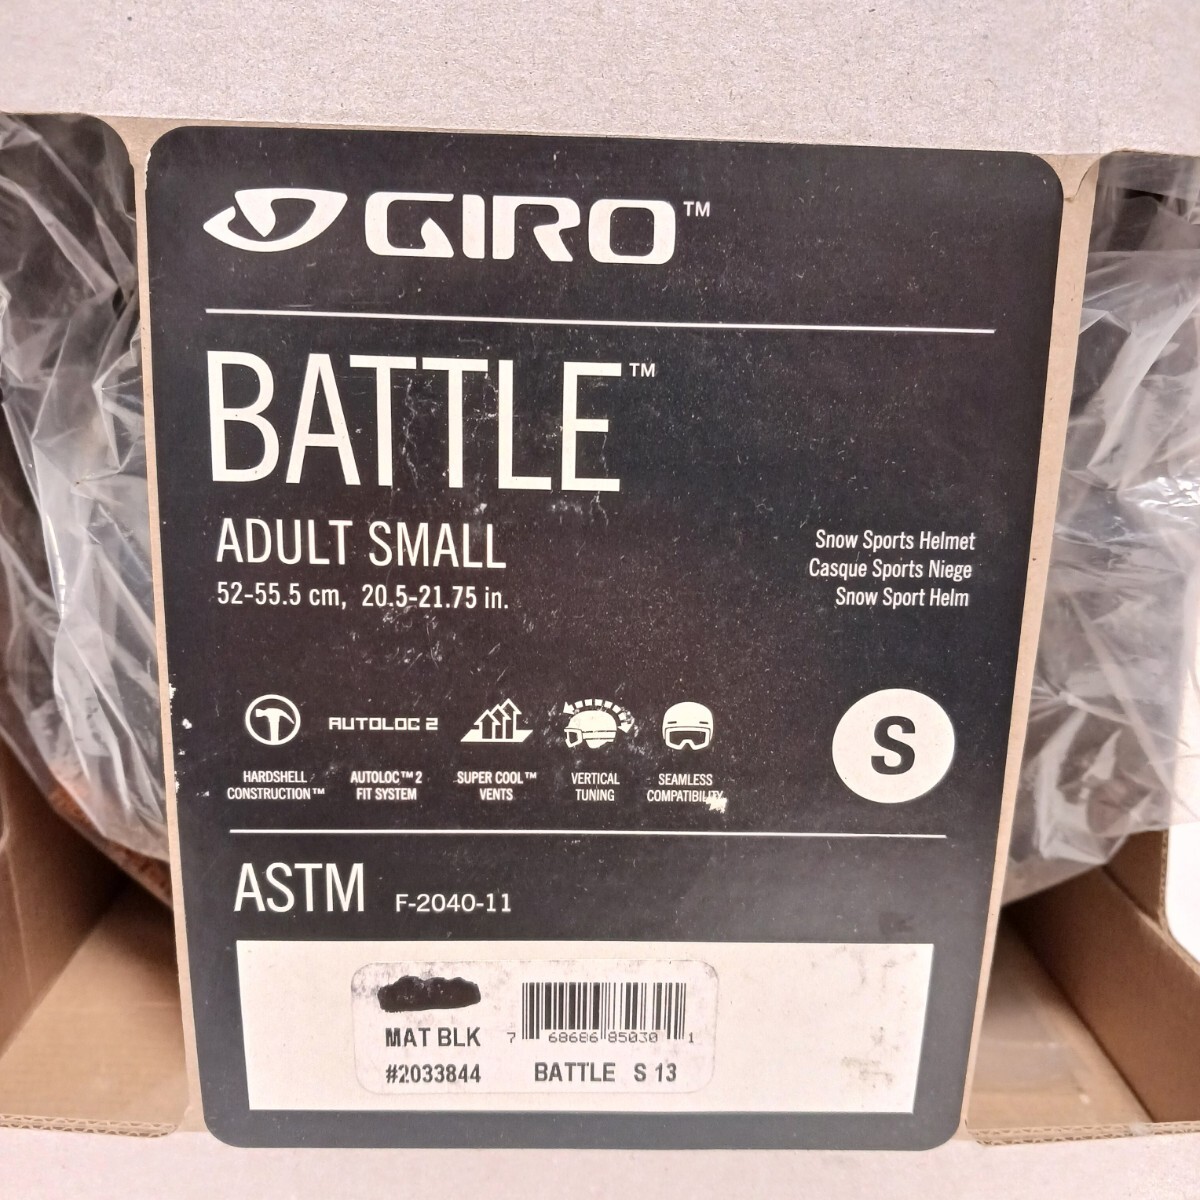 GIRO™
BATTLE™
ADULT SMALL
52-55.5 cm, 20.5-21.75 in.
Snow Sports Helmet
Casque Sports Niege
Snow Sport Helm
AUTOLOC 2
HARDSHELL
CONSTRUCTION™
AUTOLOC™2
FIT SYSTEM
SUPER COOL™
VENTS
VERTICAL
TUNING
SEAMLESS
COMPATIBILITY
S
ASTM F-2040-11
MAT BLK
7 68686 85030 1
#2033844 BATTLE S 13